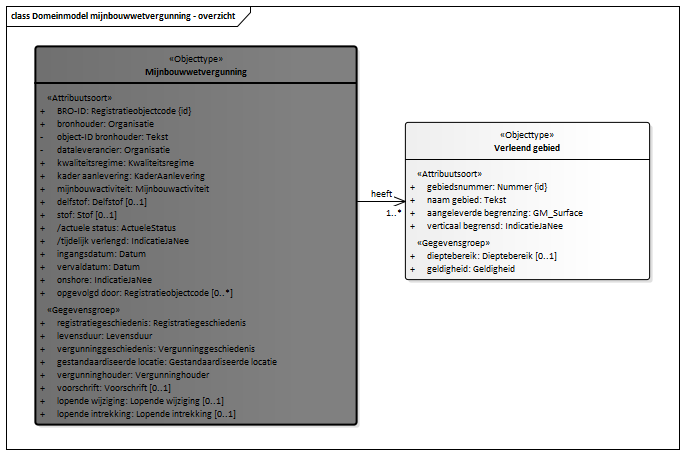 class Domeinmodel mijnbouwwetvergunning - overzicht
«Objecttype»
Mijnbouwwetvergunning
«Attribuutsoort»
+ BRO-ID: Registratieobjectcode {id}
+ bronhouder: Organisatie
- object-ID bronhouder: Tekst
- dataleverancier: Organisatie
+ kwaliteitsregime: Kwaliteitsregime
+ kader aanlevering: KaderAanlevering
+ mijnbouwactiviteit: Mijnbouwactiviteit
+ delfstof: Delfstof [0..1]
+ stof: Stof [0..1]
+ /actuele status: ActueleStatus
+ /tijdelijk verlengd: IndicatieJaNee
+ ingangsdatum: Datum
+ vervaldatum: Datum
+ onshore: IndicatieJaNee
+ opgevolgd door: Registratieobjectcode [0..*]
«Gegevensgroep»
+ registratiegeschiedenis: Registratiegeschiedenis
+ levensduur: Levensduur
+ vergunninggeschiedenis: Vergunninggeschiedenis
+ gestandaardiseerde locatie: Gestandaardiseerde locatie
+ vergunninghouder: Vergunninghouder
+ voorschrift: Voorschrift [0..1]
+ lopende wijziging: Lopende wijziging [0..1]
+ lopende intrekking: Lopende intrekking [0..1]
heeft
1..*
«Objecttype»
Verleend gebied
«Attribuutsoort»
+ gebiedsnummer: Nummer {id}
+ naam gebied: Tekst
+ aangeleverde begrenzing: GM_Surface
+ verticaal begrensd: IndicatieJaNee
«Gegevensgroep»
+ dieptebereik: Dieptebereik [0..1]
+ geldigheid: Geldigheid